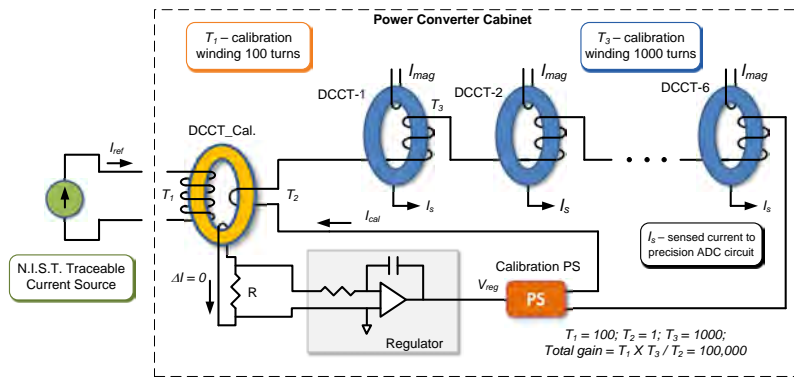 Power Converter Cabinet
T1 – calibration
winding 100 turns
T3 – calibration
winding 1000 turns
Imag
Imag
Imag
DCCT-1
DCCT-2
DCCT-6
T3
DCCT_Cal.
Iref
T1
T2
Is
Is
Is
Ical
N.I.S.T. Traceable
Current Source
ΔI = 0
R
Regulator
Vreg
Calibration PS
PS
Is – sensed current to
precision ADC circuit
T1 = 100; T2 = 1; T3 = 1000;
Total gain = T1 X T3 / T2 = 100,000